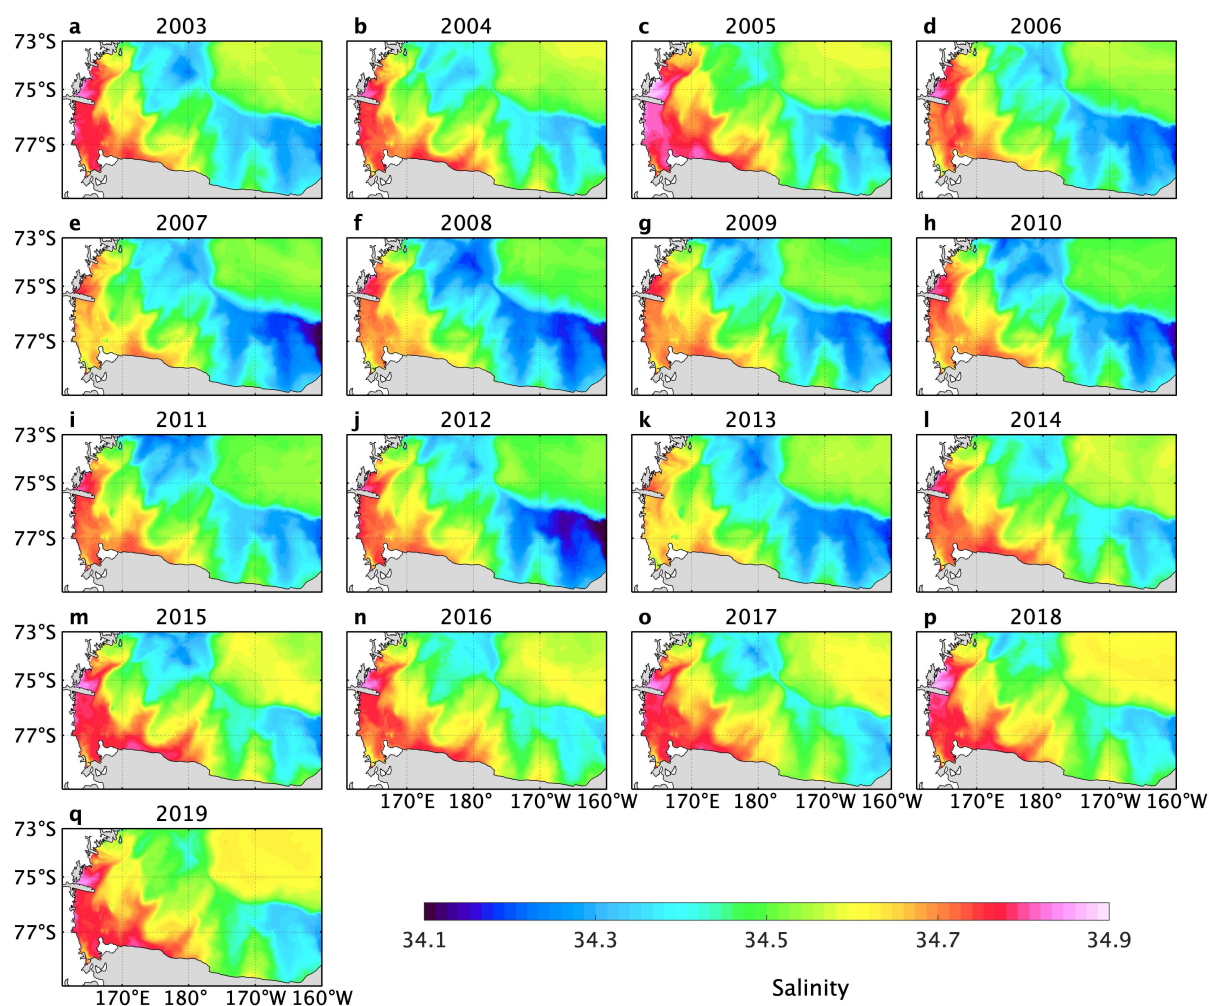 a 2003 b 2004 c 2005 d 2006
73°S
75°S
77°S
e 2007 f 2008 g 2009 h 2010
73°S
75°S
77°S
i 2011 j 2012 k 2013 l 2014
73°S
75°S
77°S
m 2015 n 2016 o 2017 p 2018
73°S
75°S
77°S
170°E 180° 170°W 160°W 170°E 180° 170°W 160°W 170°E 180° 170°W 160°W
q 2019
73°S
75°S
77°S
170°E 180° 170°W 160°W
34.1 34.3 34.5 34.7 34.9
Salinity